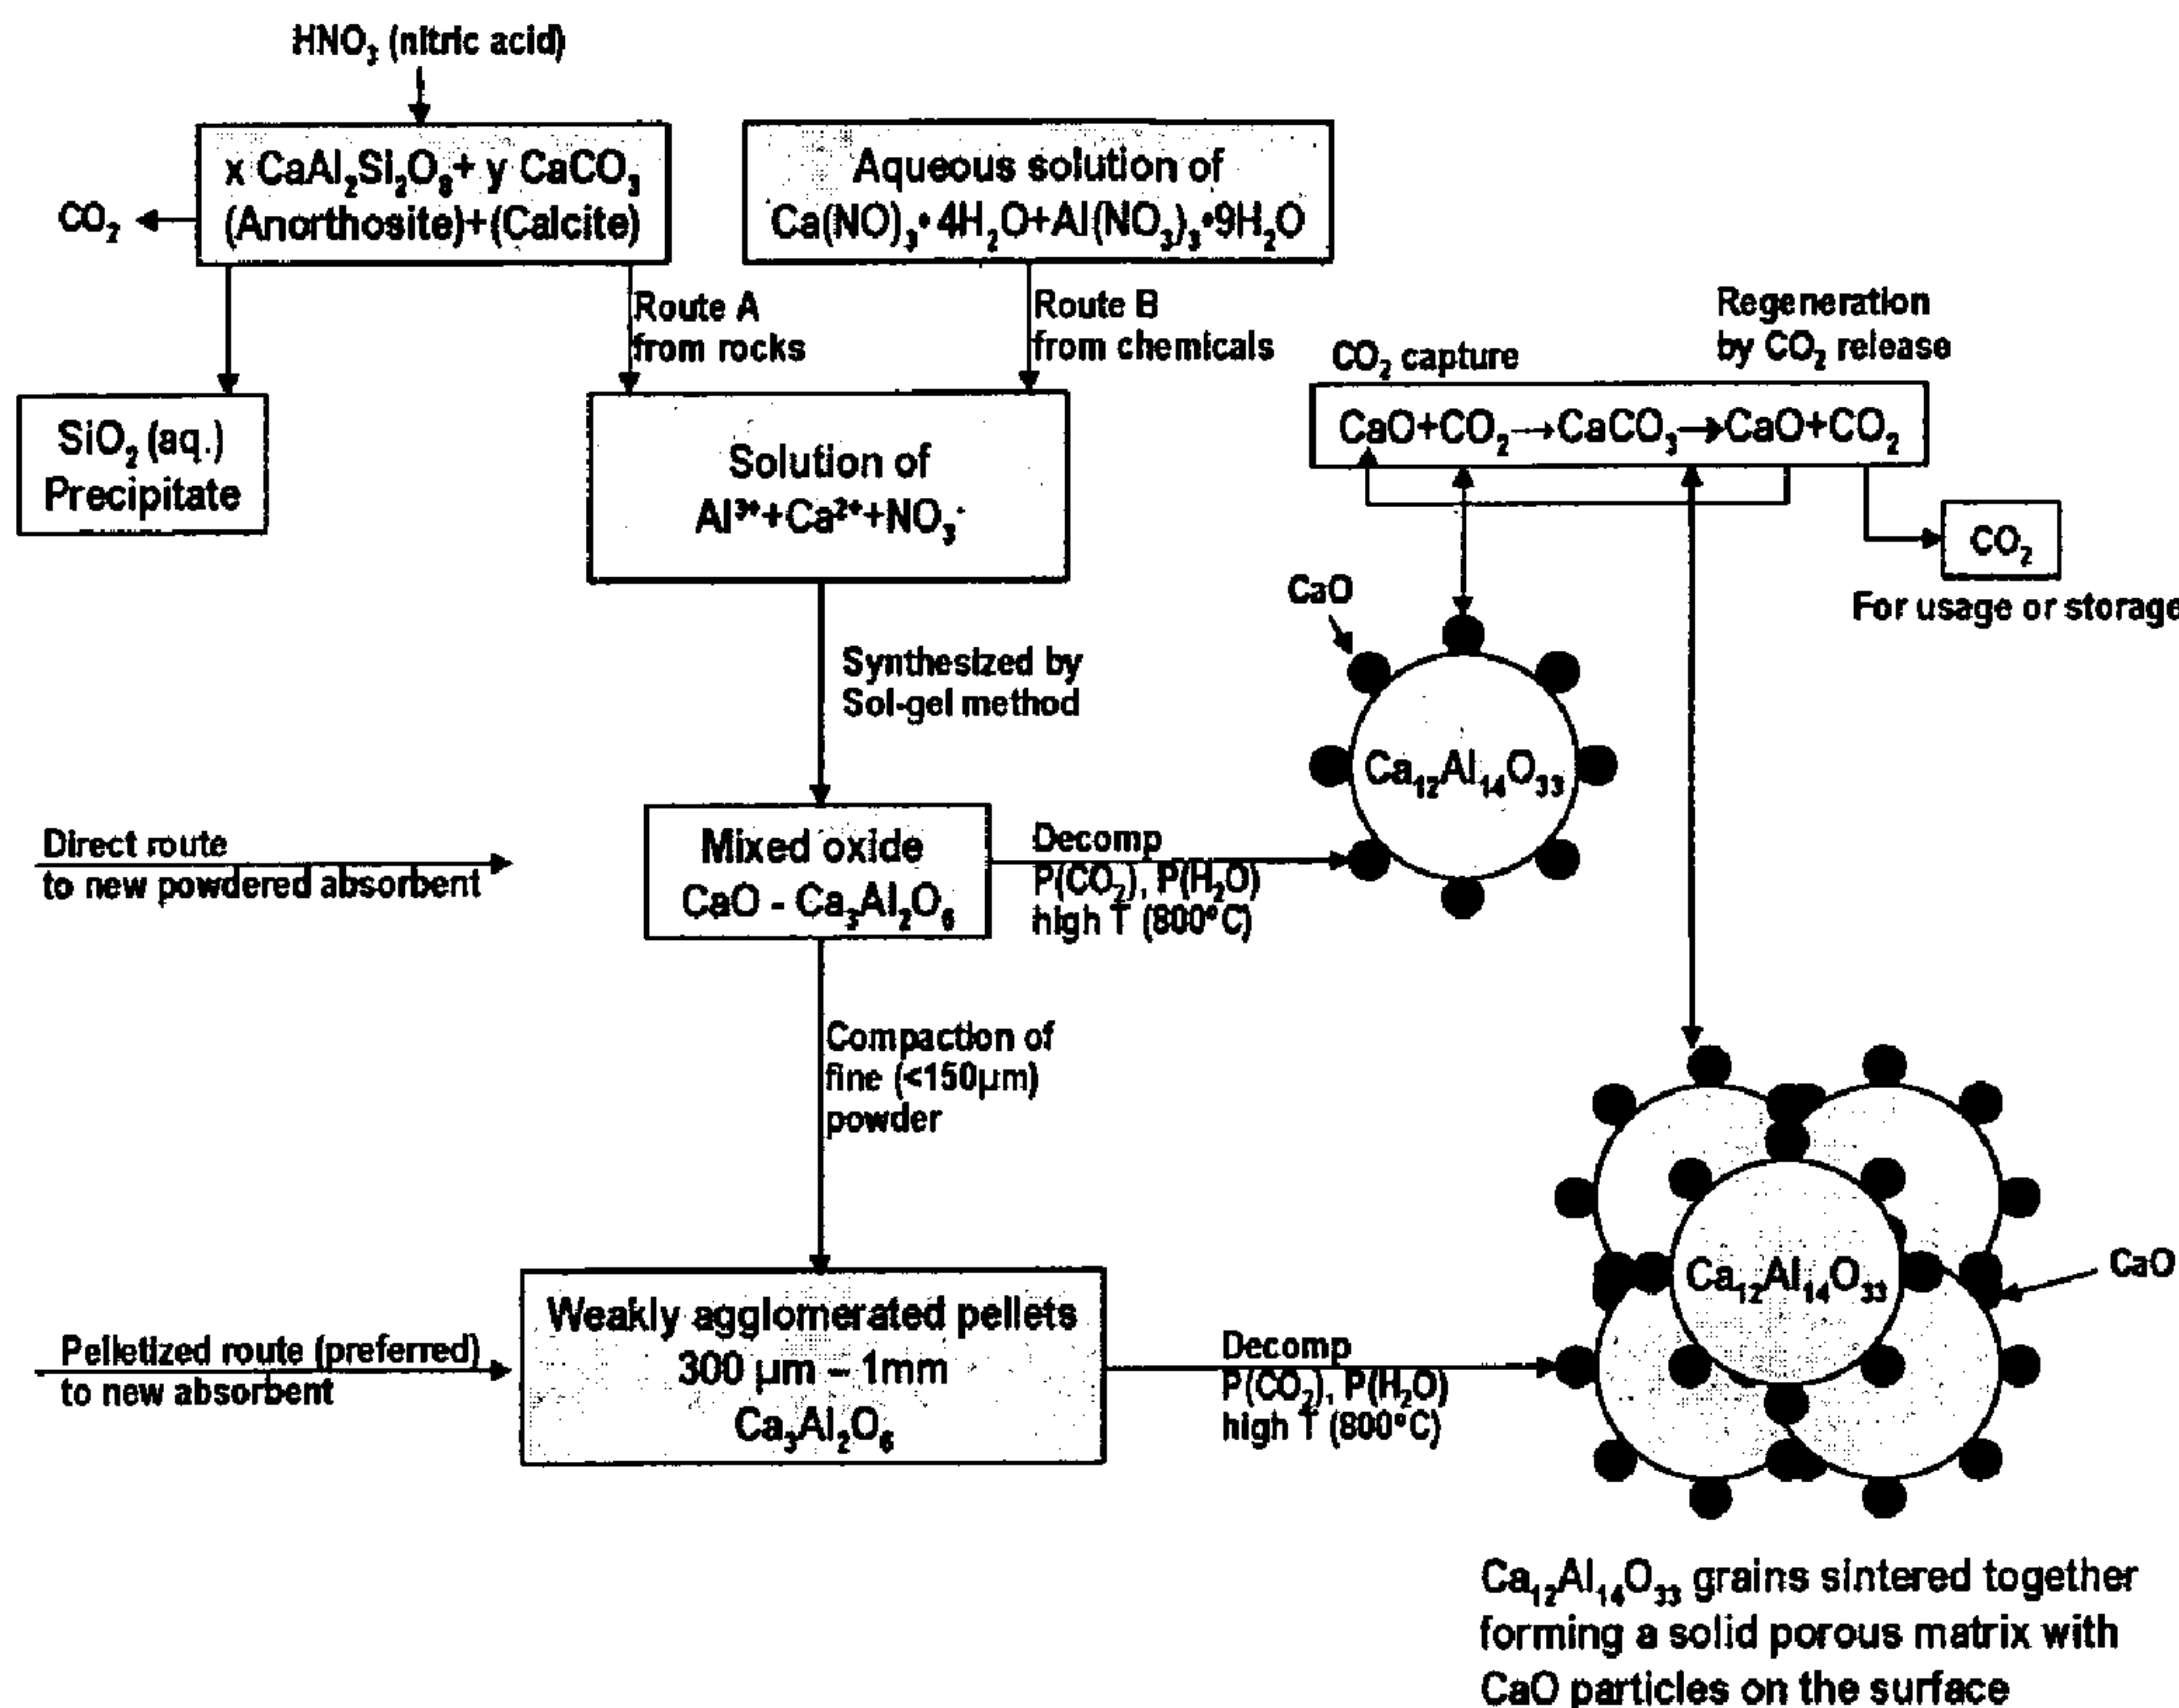 HNO₃ (nitric acid)
x CaAl₂Si₂O₈+ y CaCO₃
(Anorthosite)+(Calcite)
CO₂
Aqueous solution of
Ca(NO)₃•4H₂O+Al(NO₃)₃•9H₂O
Route A
from rocks
Route B
from chemicals
SiO₂ (aq.)
Precipitate
Solution of
Al³⁺+Ca²⁺+NO₃⁻
CO₂ capture
Regeneration
by CO₂ release
CaO+CO₂→CaCO₃→CaO+CO₂
CO₂
For usage or storage
Synthesized by
Sol-gel method
CaO
Ca₁₂Al₁₄O₃₃
Direct route
to new powdered absorbent
Mixed oxide
CaO - Ca₃Al₂O₆
Decomp
P(CO₂), P(H₂O)
high T (800°C)
Compaction of
fine (<150µm)
powder
Pelletized route (preferred)
to new absorbent
Weakly agglomerated pellets
300 µm – 1mm
Ca₃Al₂O₆
Decomp
P(CO₂), P(H₂O)
high T (800°C)
Ca₁₂Al₁₄O₃₃
CaO
Ca₁₂Al₁₄O₃₃ grains sintered together
forming a solid porous matrix with
CaO particles on the surface